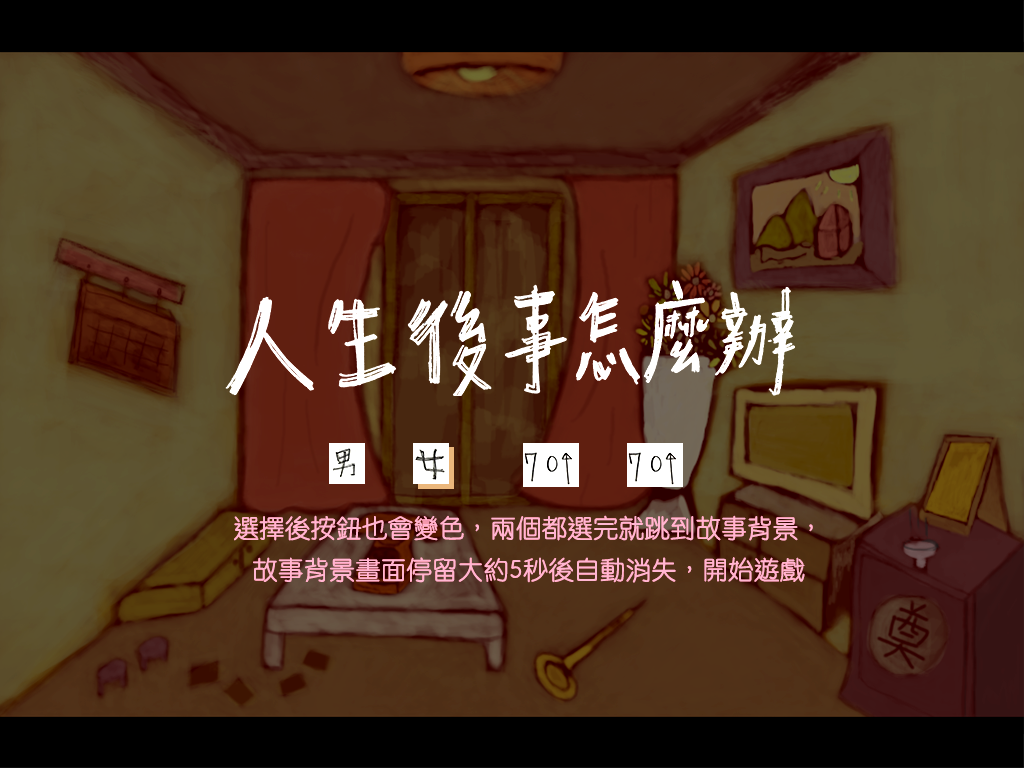 人生後事怎麼辦
男 女 70↑ 70↑
選擇後按鈕也會變色，兩個都選完就跳到故事背景，
故事背景畫面停留大約5秒後自動消失，開始遊戲
奠